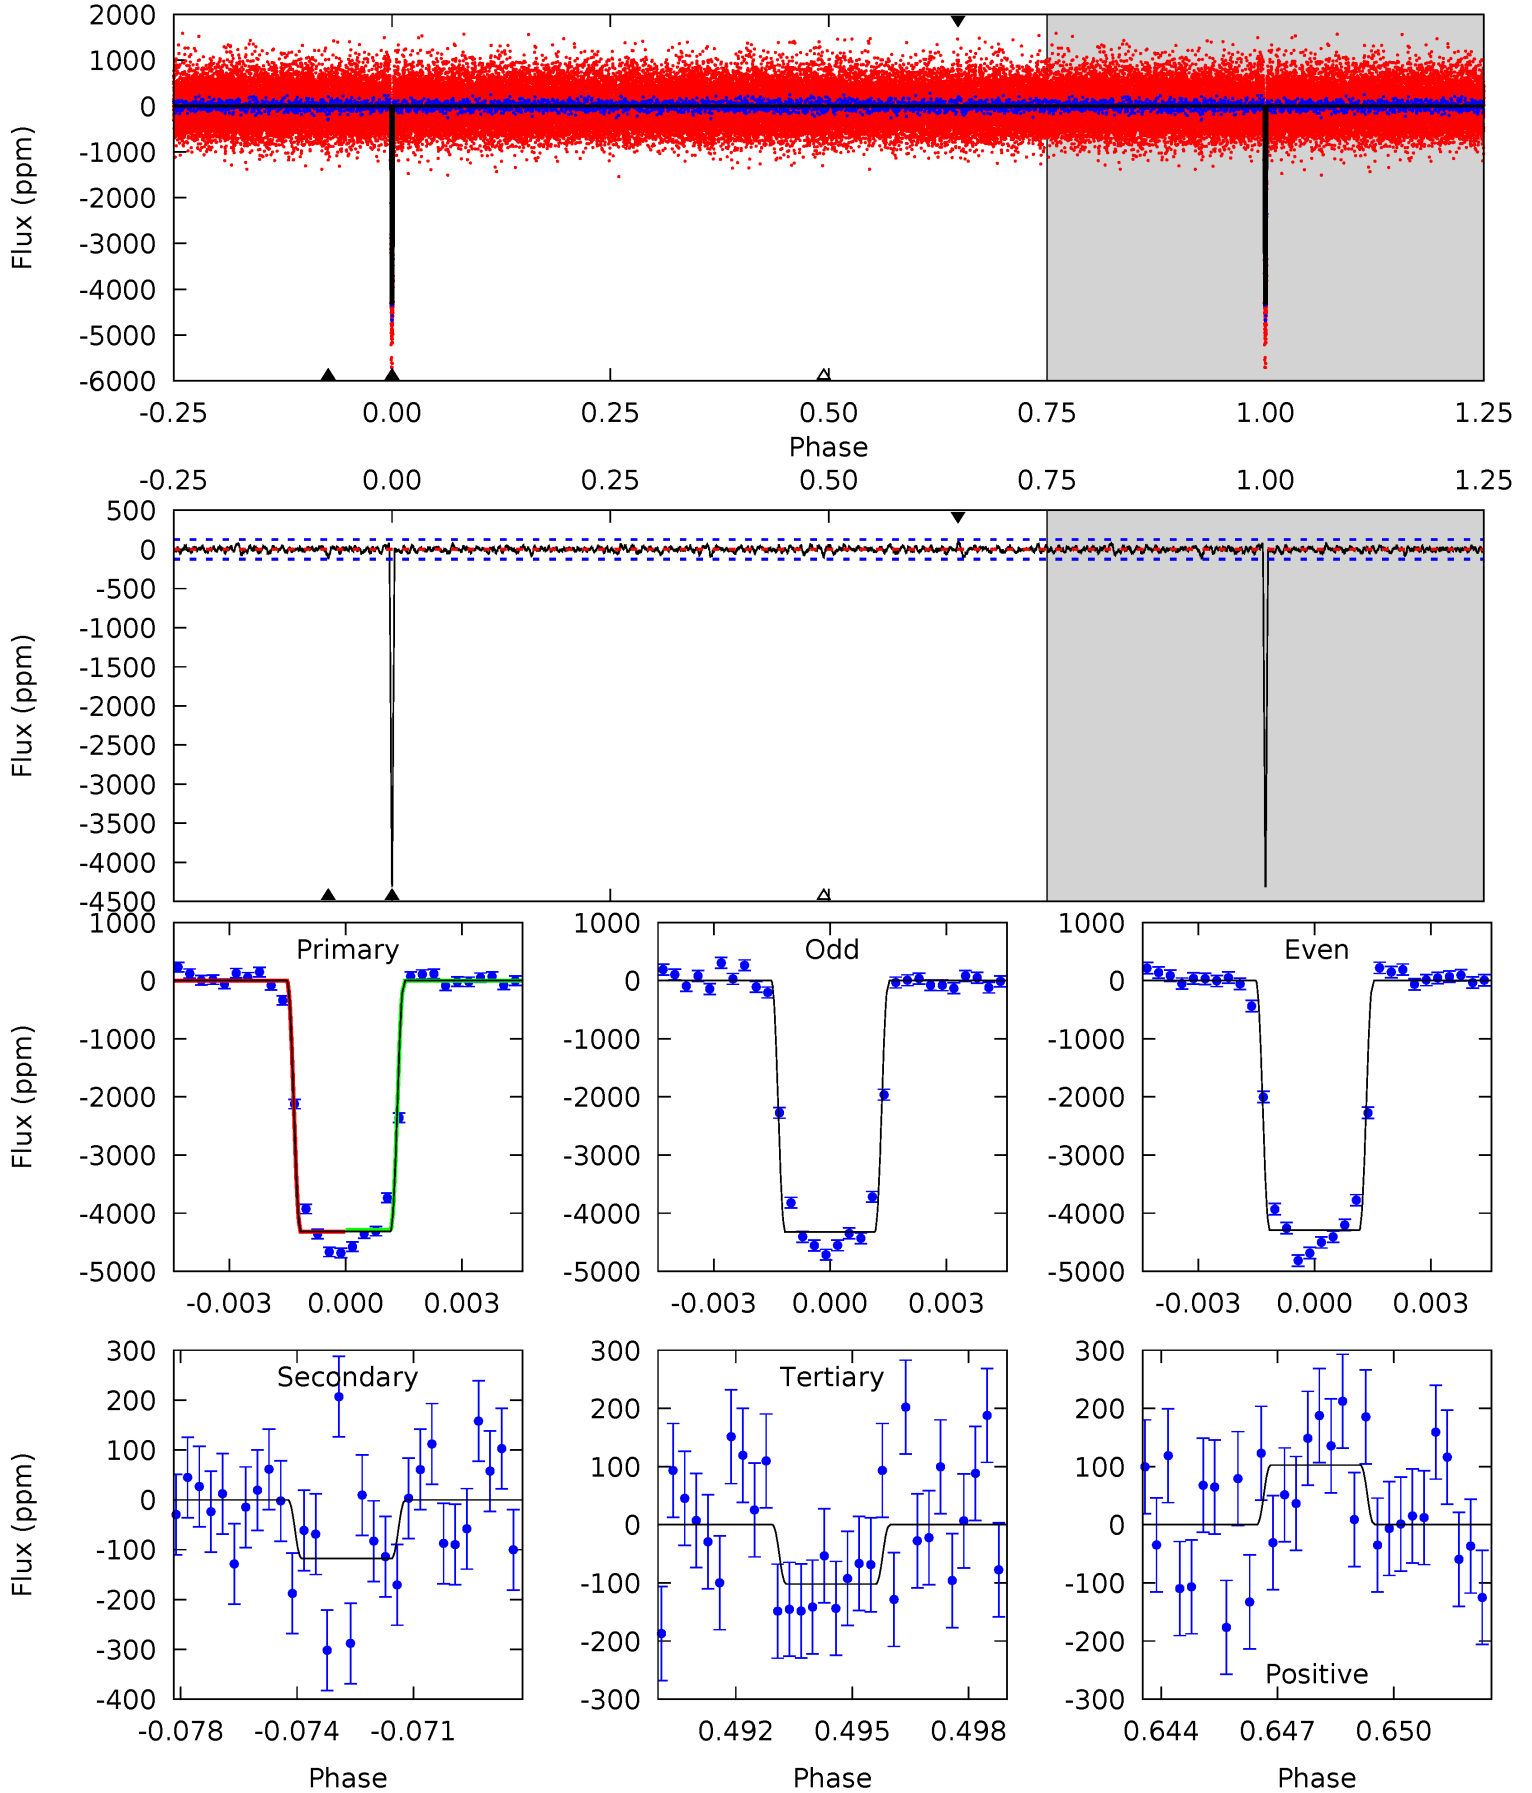 2000
1000
0
-1000
-2000
-3000
-4000
-5000
-6000
Flux (ppm)
-0.25 0.00 0.25 0.50 0.75 1.00 1.25
Phase
-0.25 0.00 0.25 0.50 0.75 1.00 1.25
500
0
-500
-1000
-1500
-2000
-2500
-3000
-3500
-4000
-4500
Flux (ppm)
Primary Odd Even
1000 1000 1000
0 0 0
-1000 -1000 -1000
-2000 -2000 -2000
-3000 -3000 -3000
-4000 -4000 -4000
-5000 -5000 -5000
Flux (ppm)
-0.003 0.000 0.003 -0.003 0.000 0.003 -0.003 0.000 0.003
Secondary Tertiary Positive
300 300 300
200 200 200
100 100 100
0 0 0
-100 -100 -100
-200 -200 -200
-300 -300 -300
-400
Flux (ppm)
-0.078 -0.074 -0.071 0.492 0.495 0.498 0.644 0.647 0.650
Phase Phase Phase